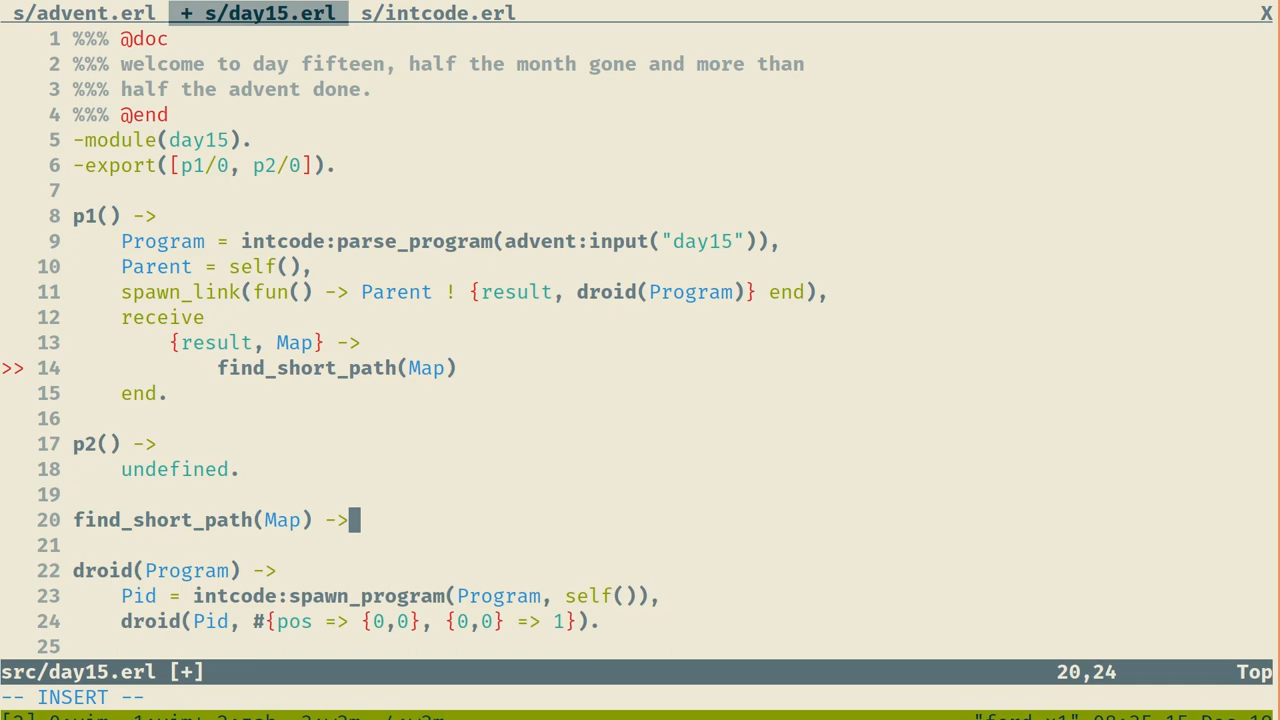 s/advent.erl + s/day15.erl s/intcode.erl X
1 %%% @doc
2 %%% welcome to day fifteen, half the month gone and more than
3 %%% half the advent done.
4 %%% @end
5 -module(day15).
6 -export([p1/0, p2/0]).
7
8 p1() ->
9     Program = intcode:parse_program(advent:input("day15")),
10     Parent = self(),
11     spawn_link(fun() -> Parent ! {result, droid(Program)} end),
12     receive
13         {result, Map} ->
>> 14             find_short_path(Map)
15     end.
16
17 p2() ->
18     undefined.
19
20 find_short_path(Map) ->
21
22 droid(Program) ->
23     Pid = intcode:spawn_program(Program, self()),
24     droid(Pid, #{pos => {0,0}, {0,0} => 1}).
25
src/day15.erl [+] 20,24 Top
-- INSERT --